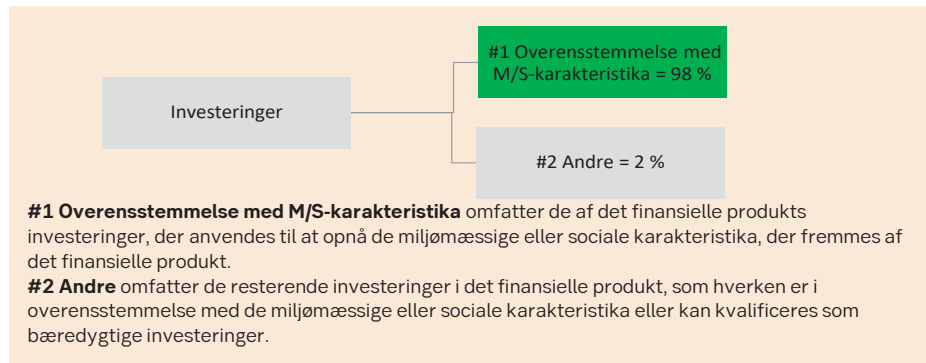 #1 Overensstemmelse med
M/S-karakteristika = 98 %
Investeringer
#2 Andre = 2 %
#1 Overensstemmelse med M/S-karakteristika omfatter de af det finansielle produkts
investeringer, der anvendes til at opnå de miljømæssige eller sociale karakteristika, der fremmes af
det finansielle produkt.
#2 Andre omfatter de resterende investeringer i det finansielle produkt, som hverken er i
overensstemmelse med de miljømæssige eller sociale karakteristika eller kan kvalificeres som
bæredygtige investeringer.